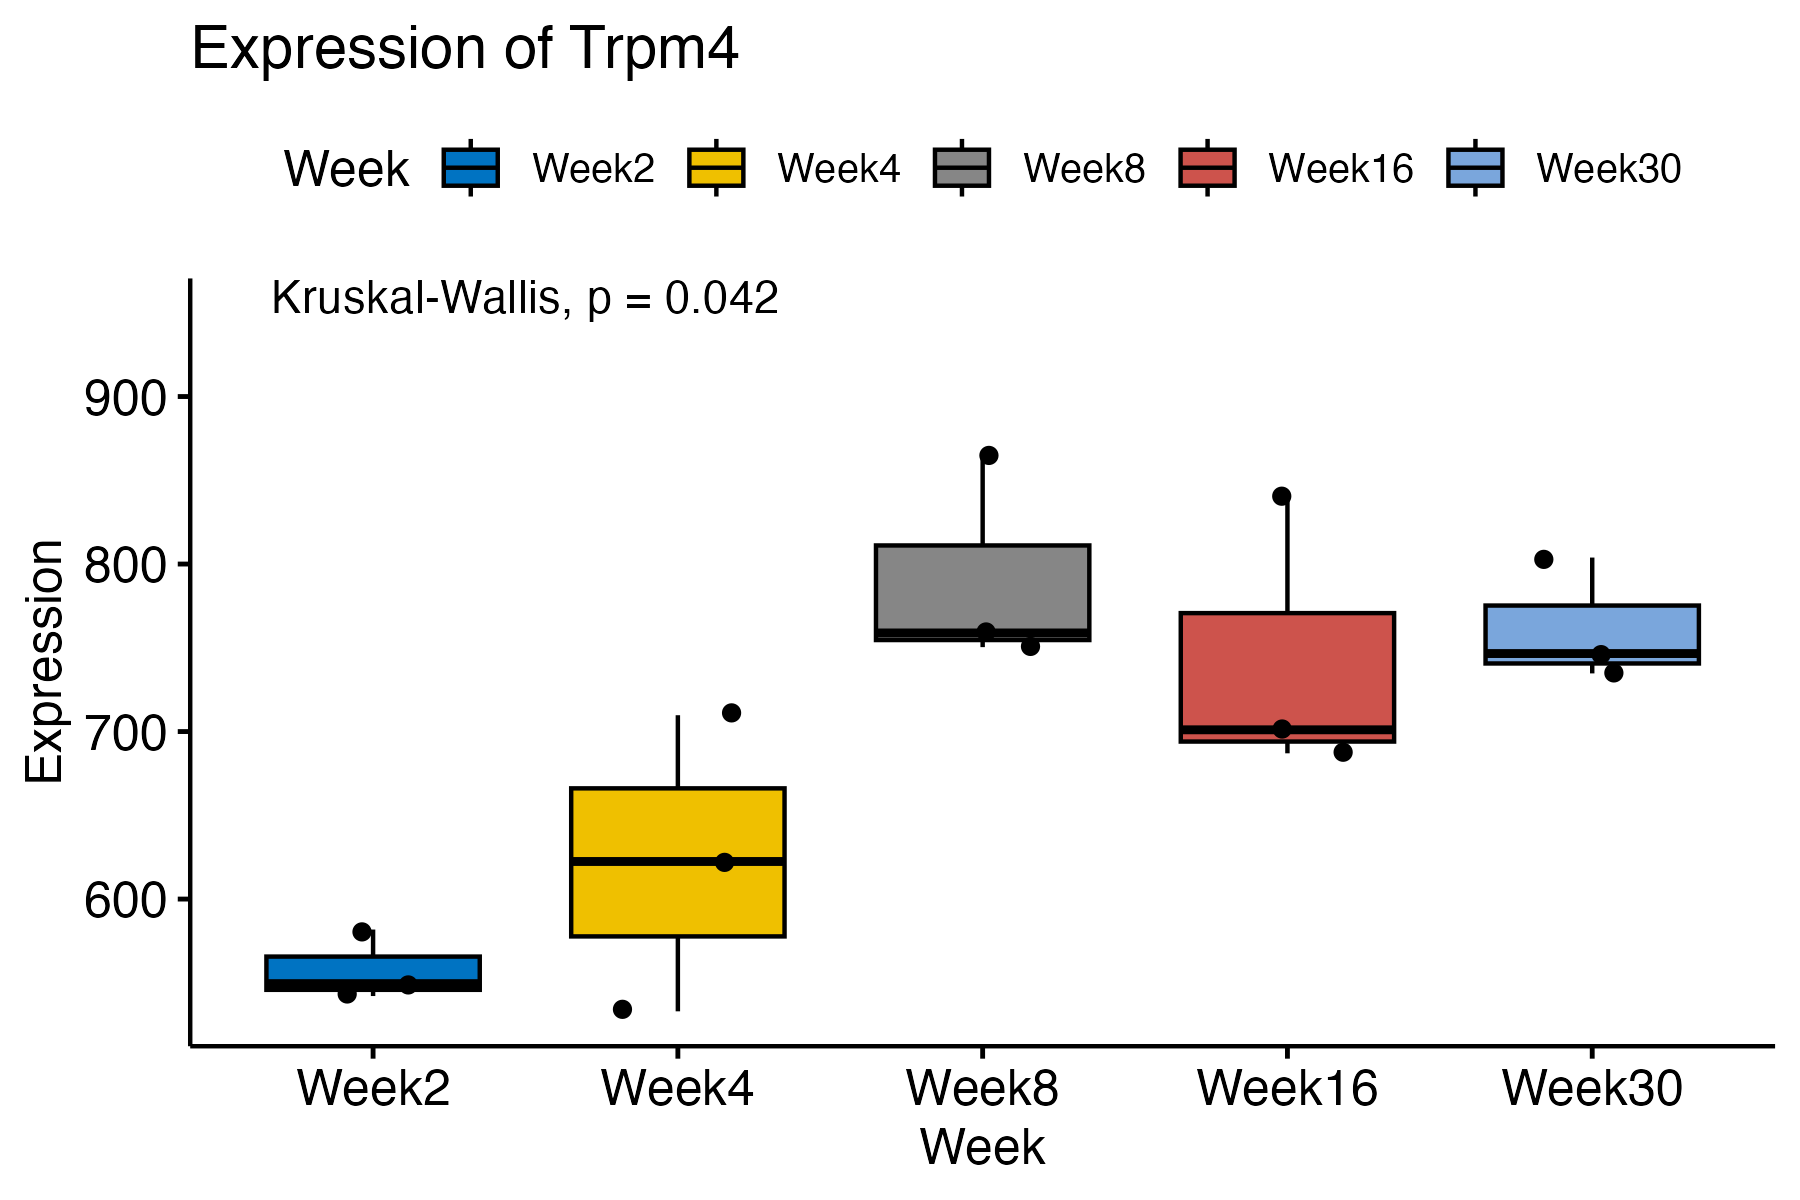 Expression of Trpm4
Week Week2 Week4 Week8 Week16 Week30
Kruskal-Wallis, p = 0.042
900
800
700
600
Expression
Week2 Week4 Week8 Week16 Week30
Week